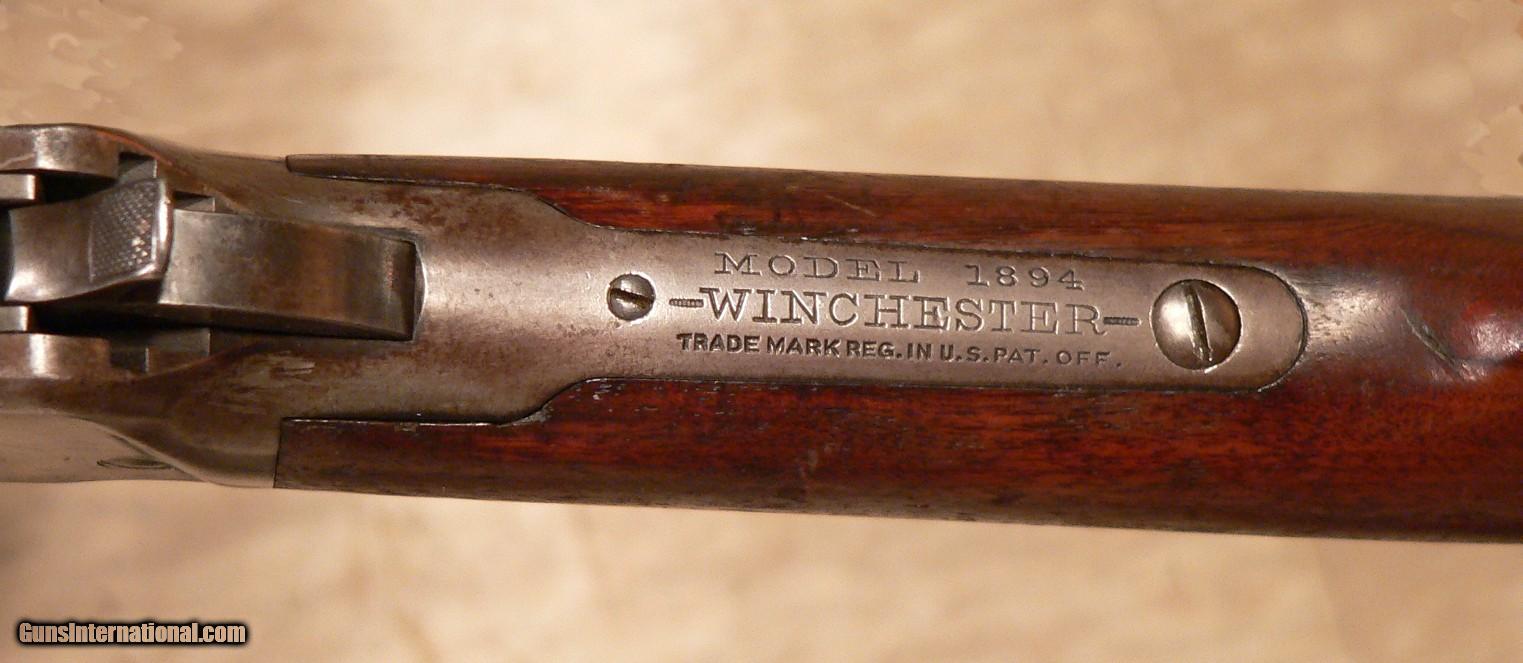 MODEL 1894
-WINCHESTER-
TRADE MARK REG. IN U.S. PAT. OFF.
GunsInternational.com